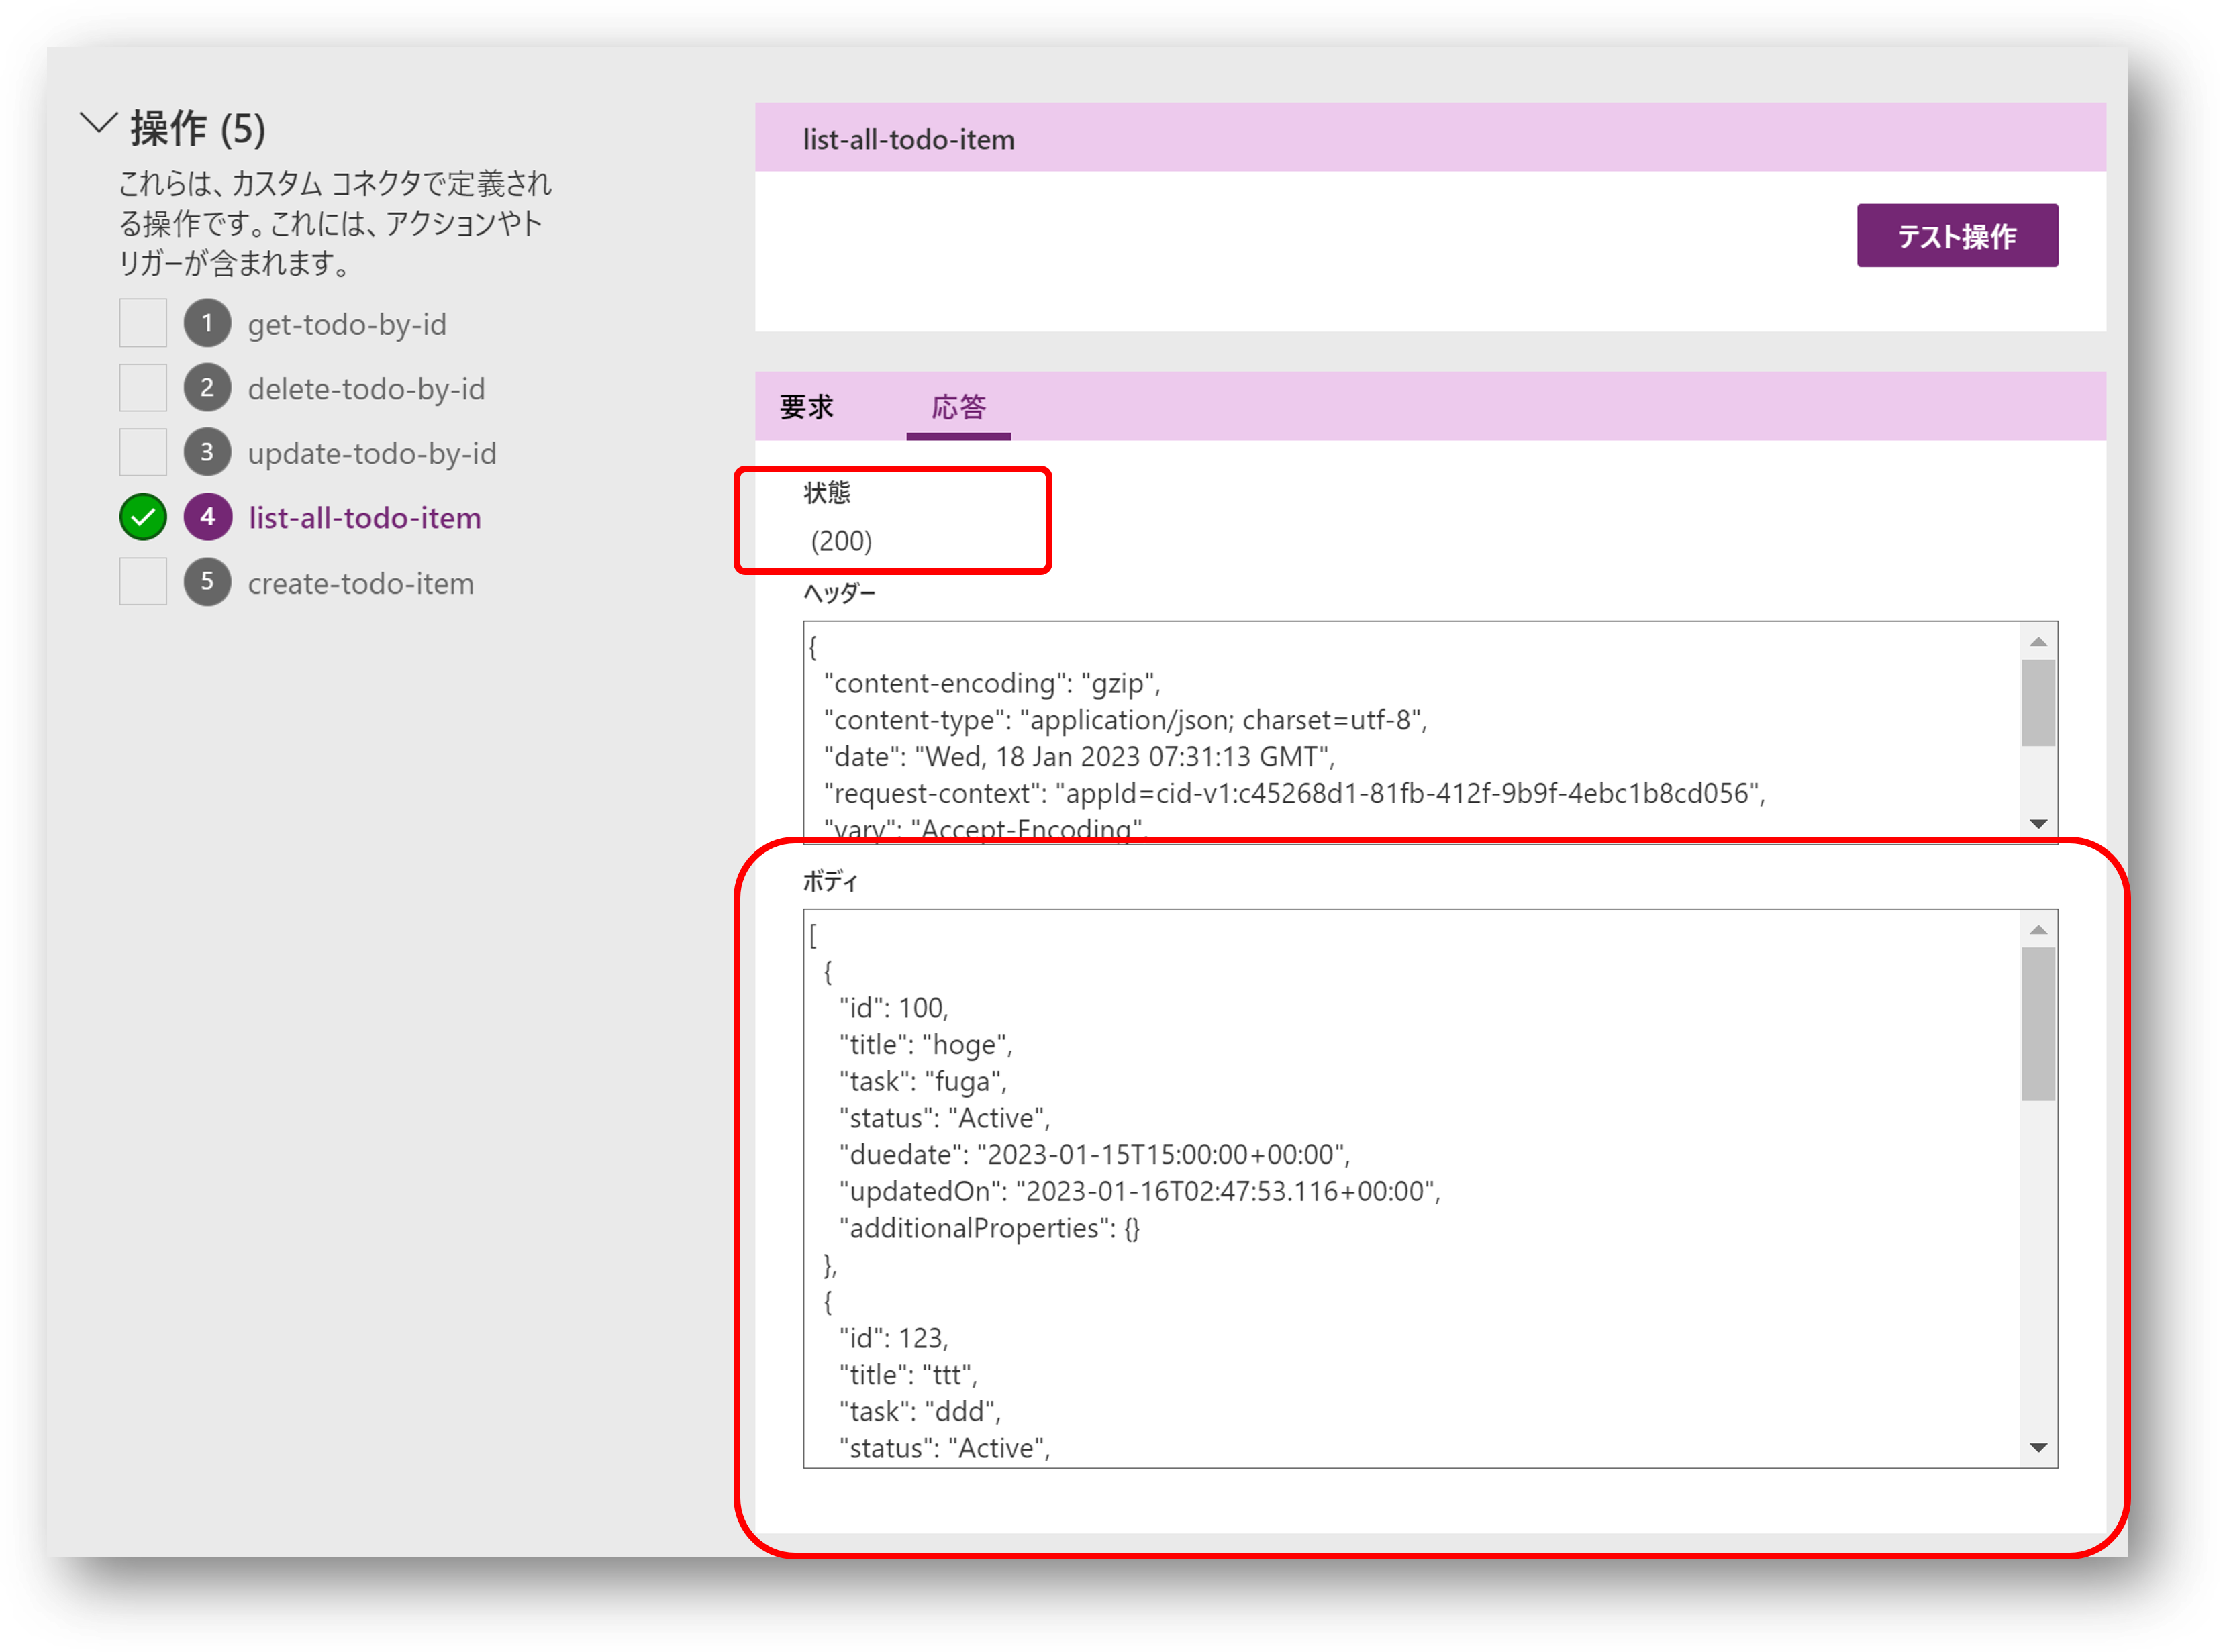 操作 (5)
これらは、カスタム コネクタで定義され
る操作です。これには、アクションやト
リガーが含まれます。
1 get-todo-by-id
2 delete-todo-by-id
3 update-todo-by-id
4 list-all-todo-item
5 create-todo-item
list-all-todo-item
テスト操作
要求 応答
状態
(200)
ヘッダー
{
"content-encoding": "gzip",
"content-type": "application/json; charset=utf-8",
"date": "Wed, 18 Jan 2023 07:31:13 GMT",
"request-context": "appId=cid-v1:c45268d1-81fb-412f-9b9f-4ebc1b8cd056",
"vary": "Accept-Encoding",
ボディ
[
{
"id": 100,
"title": "hoge",
"task": "fuga",
"status": "Active",
"duedate": "2023-01-15T15:00:00+00:00",
"updatedOn": "2023-01-16T02:47:53.116+00:00",
"additionalProperties": {}
},
{
"id": 123,
"title": "ttt",
"task": "ddd",
"status": "Active",